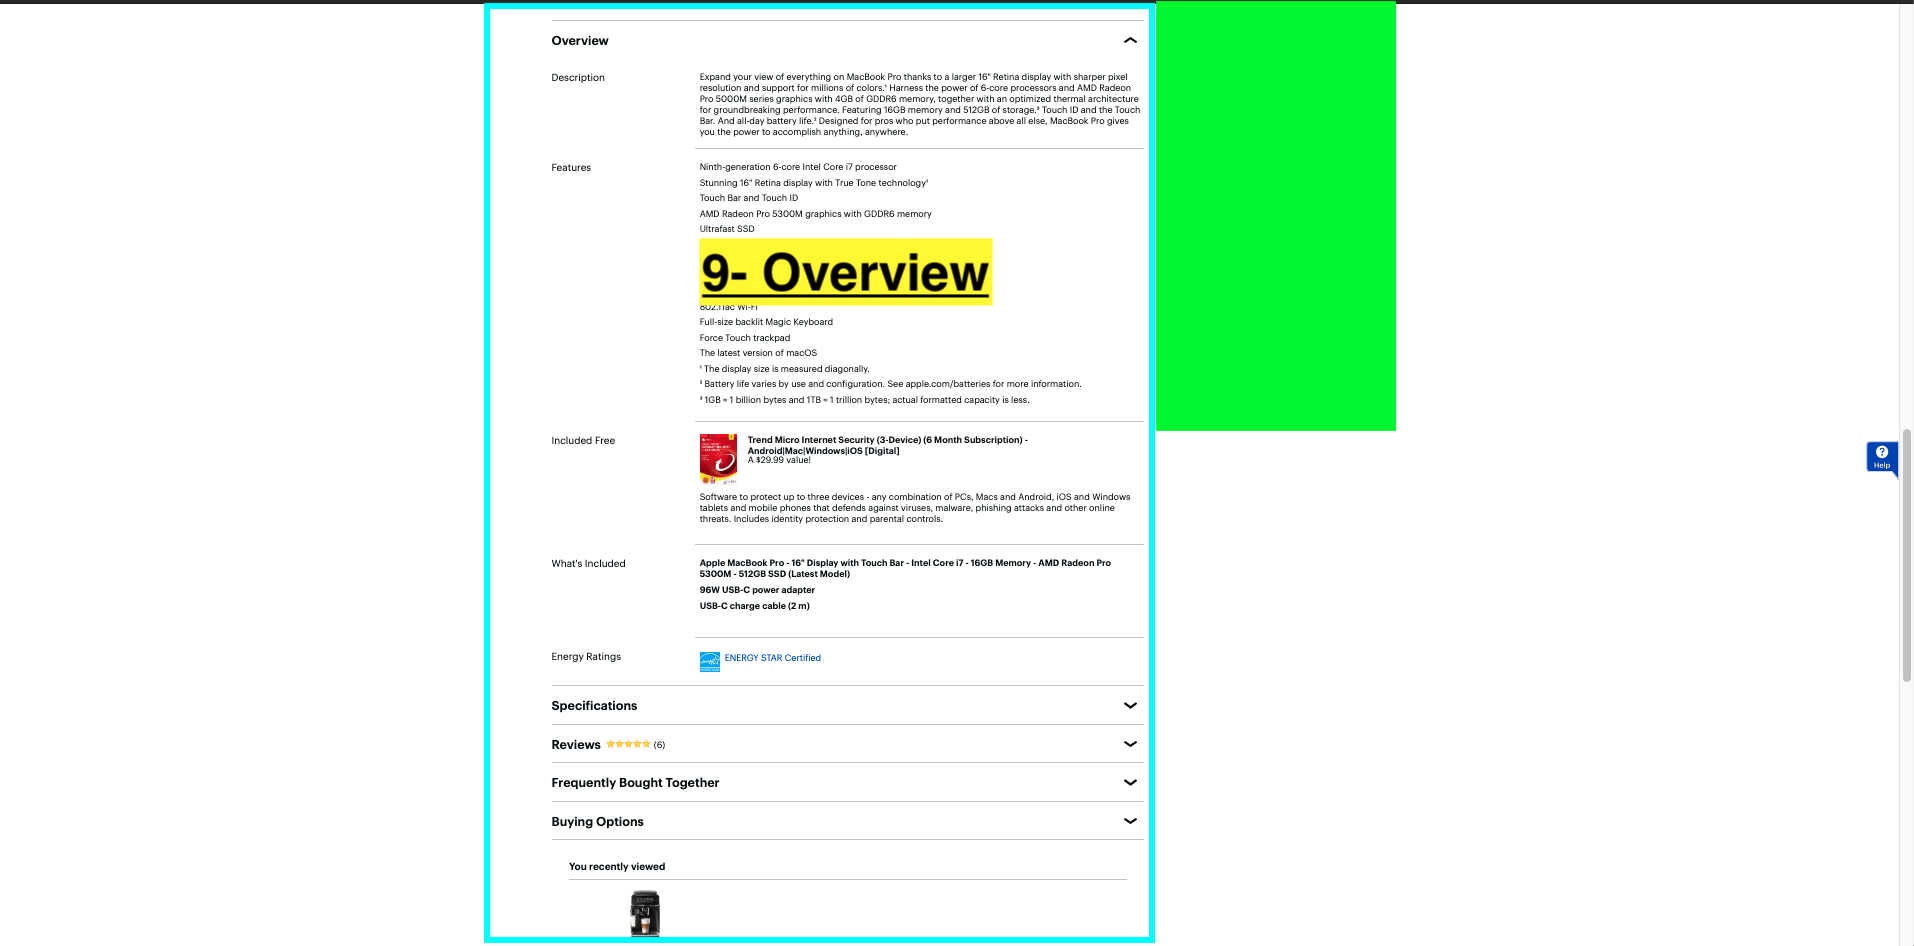 Overview
Description
Expand your view of everything on MacBook Pro thanks to a larger 16" Retina display with sharper pixel
resolution and support for millions of colors.¹ Harness the power of 6-core processors and AMD Radeon
Pro 5000M series graphics with 4GB of GDDR6 memory, together with an optimized thermal architecture
for groundbreaking performance. Featuring 16GB memory and 512GB of storage.³ Touch ID and the Touch
Bar. And all-day battery life.² Designed for pros who put performance above all else, MacBook Pro gives
you the power to accomplish anything, anywhere.
Features
Ninth-generation 6-core Intel Core i7 processor
Stunning 16" Retina display with True Tone technology¹
Touch Bar and Touch ID
AMD Radeon Pro 5300M graphics with GDDR6 memory
Ultrafast SSD
9- Overview
802.11ac Wi-Fi
Full-size backlit Magic Keyboard
Force Touch trackpad
The latest version of macOS
¹ The display size is measured diagonally.
² Battery life varies by use and configuration. See apple.com/batteries for more information.
³ 1GB = 1 billion bytes and 1TB = 1 trillion bytes; actual formatted capacity is less.
Included Free
Trend Micro Internet Security (3-Device) (6 Month Subscription) -
Android|Mac|Windows|iOS [Digital]
A $29.99 value!
Software to protect up to three devices - any combination of PCs, Macs and Android, iOS and Windows
tablets and mobile phones that defends against viruses, malware, phishing attacks and other online
threats. Includes identity protection and parental controls.
What's Included
Apple MacBook Pro - 16" Display with Touch Bar - Intel Core i7 - 16GB Memory - AMD Radeon Pro
5300M - 512GB SSD (Latest Model)
96W USB-C power adapter
USB-C charge cable (2 m)
Energy Ratings
ENERGY STAR Certified
Specifications
Reviews (6)
Frequently Bought Together
Buying Options
You recently viewed
Help